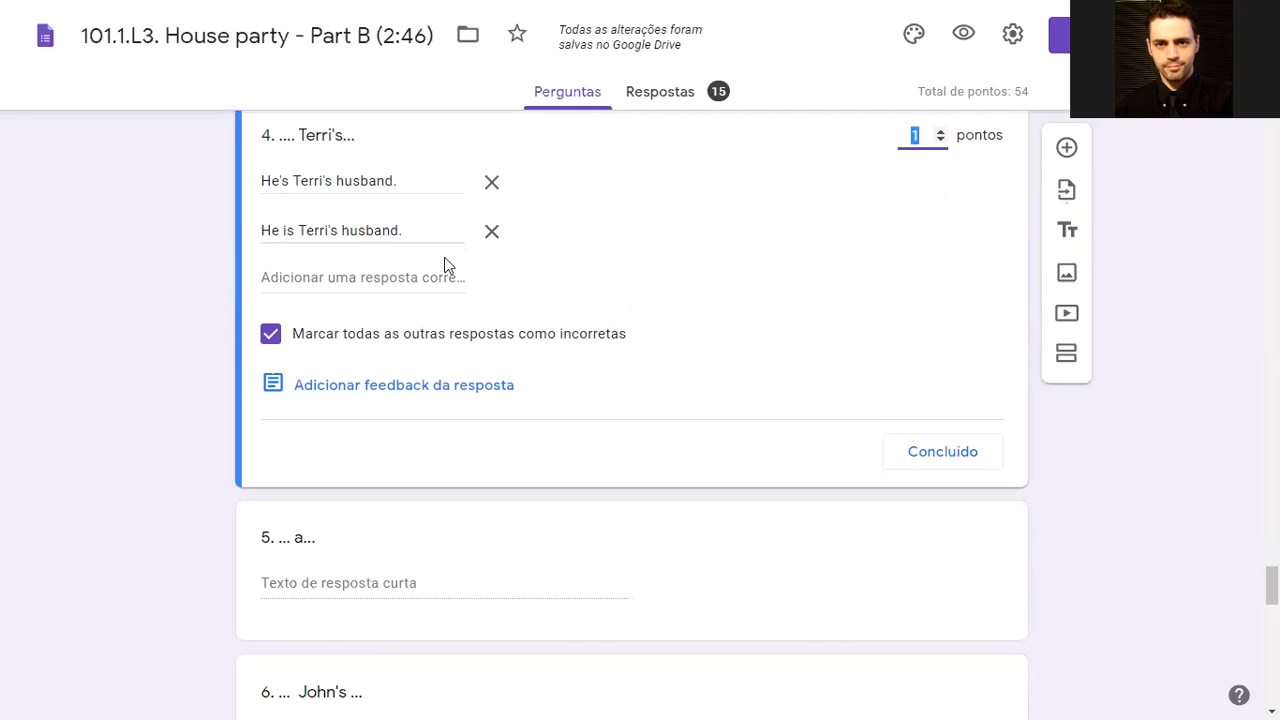 101.1.L3. House party - Part B (2:46)
Todas as alterações foram
salvas no Google Drive
Perguntas
Respostas 15
Total de pontos: 54
4. .... Terri's...
1 pontos
He's Terri's husband.
He is Terri's husband.
Adicionar uma resposta corre...
Marcar todas as outras respostas como incorretas
Adicionar feedback da resposta
Concluido
5. ... a...
Texto de resposta curta
6. ... John's ...